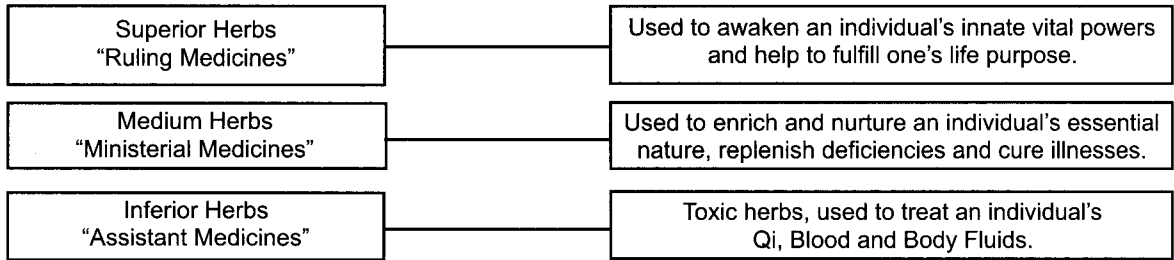 Superior Herbs
“Ruling Medicines”
Used to awaken an individual’s innate vital powers
and help to fulfill one’s life purpose.
Medium Herbs
“Ministerial Medicines”
Used to enrich and nurture an individual’s essential
nature, replenish deficiencies and cure illnesses.
Inferior Herbs
“Assistant Medicines”
Toxic herbs, used to treat an individual’s
Qi, Blood and Body Fluids.